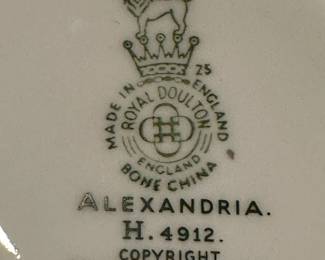 25
MADE IN ENGLAND
ROYAL DOULTON
ENGLAND
BONE CHINA
ALEXANDRIA.
H. 4912.
COPYRIGHT